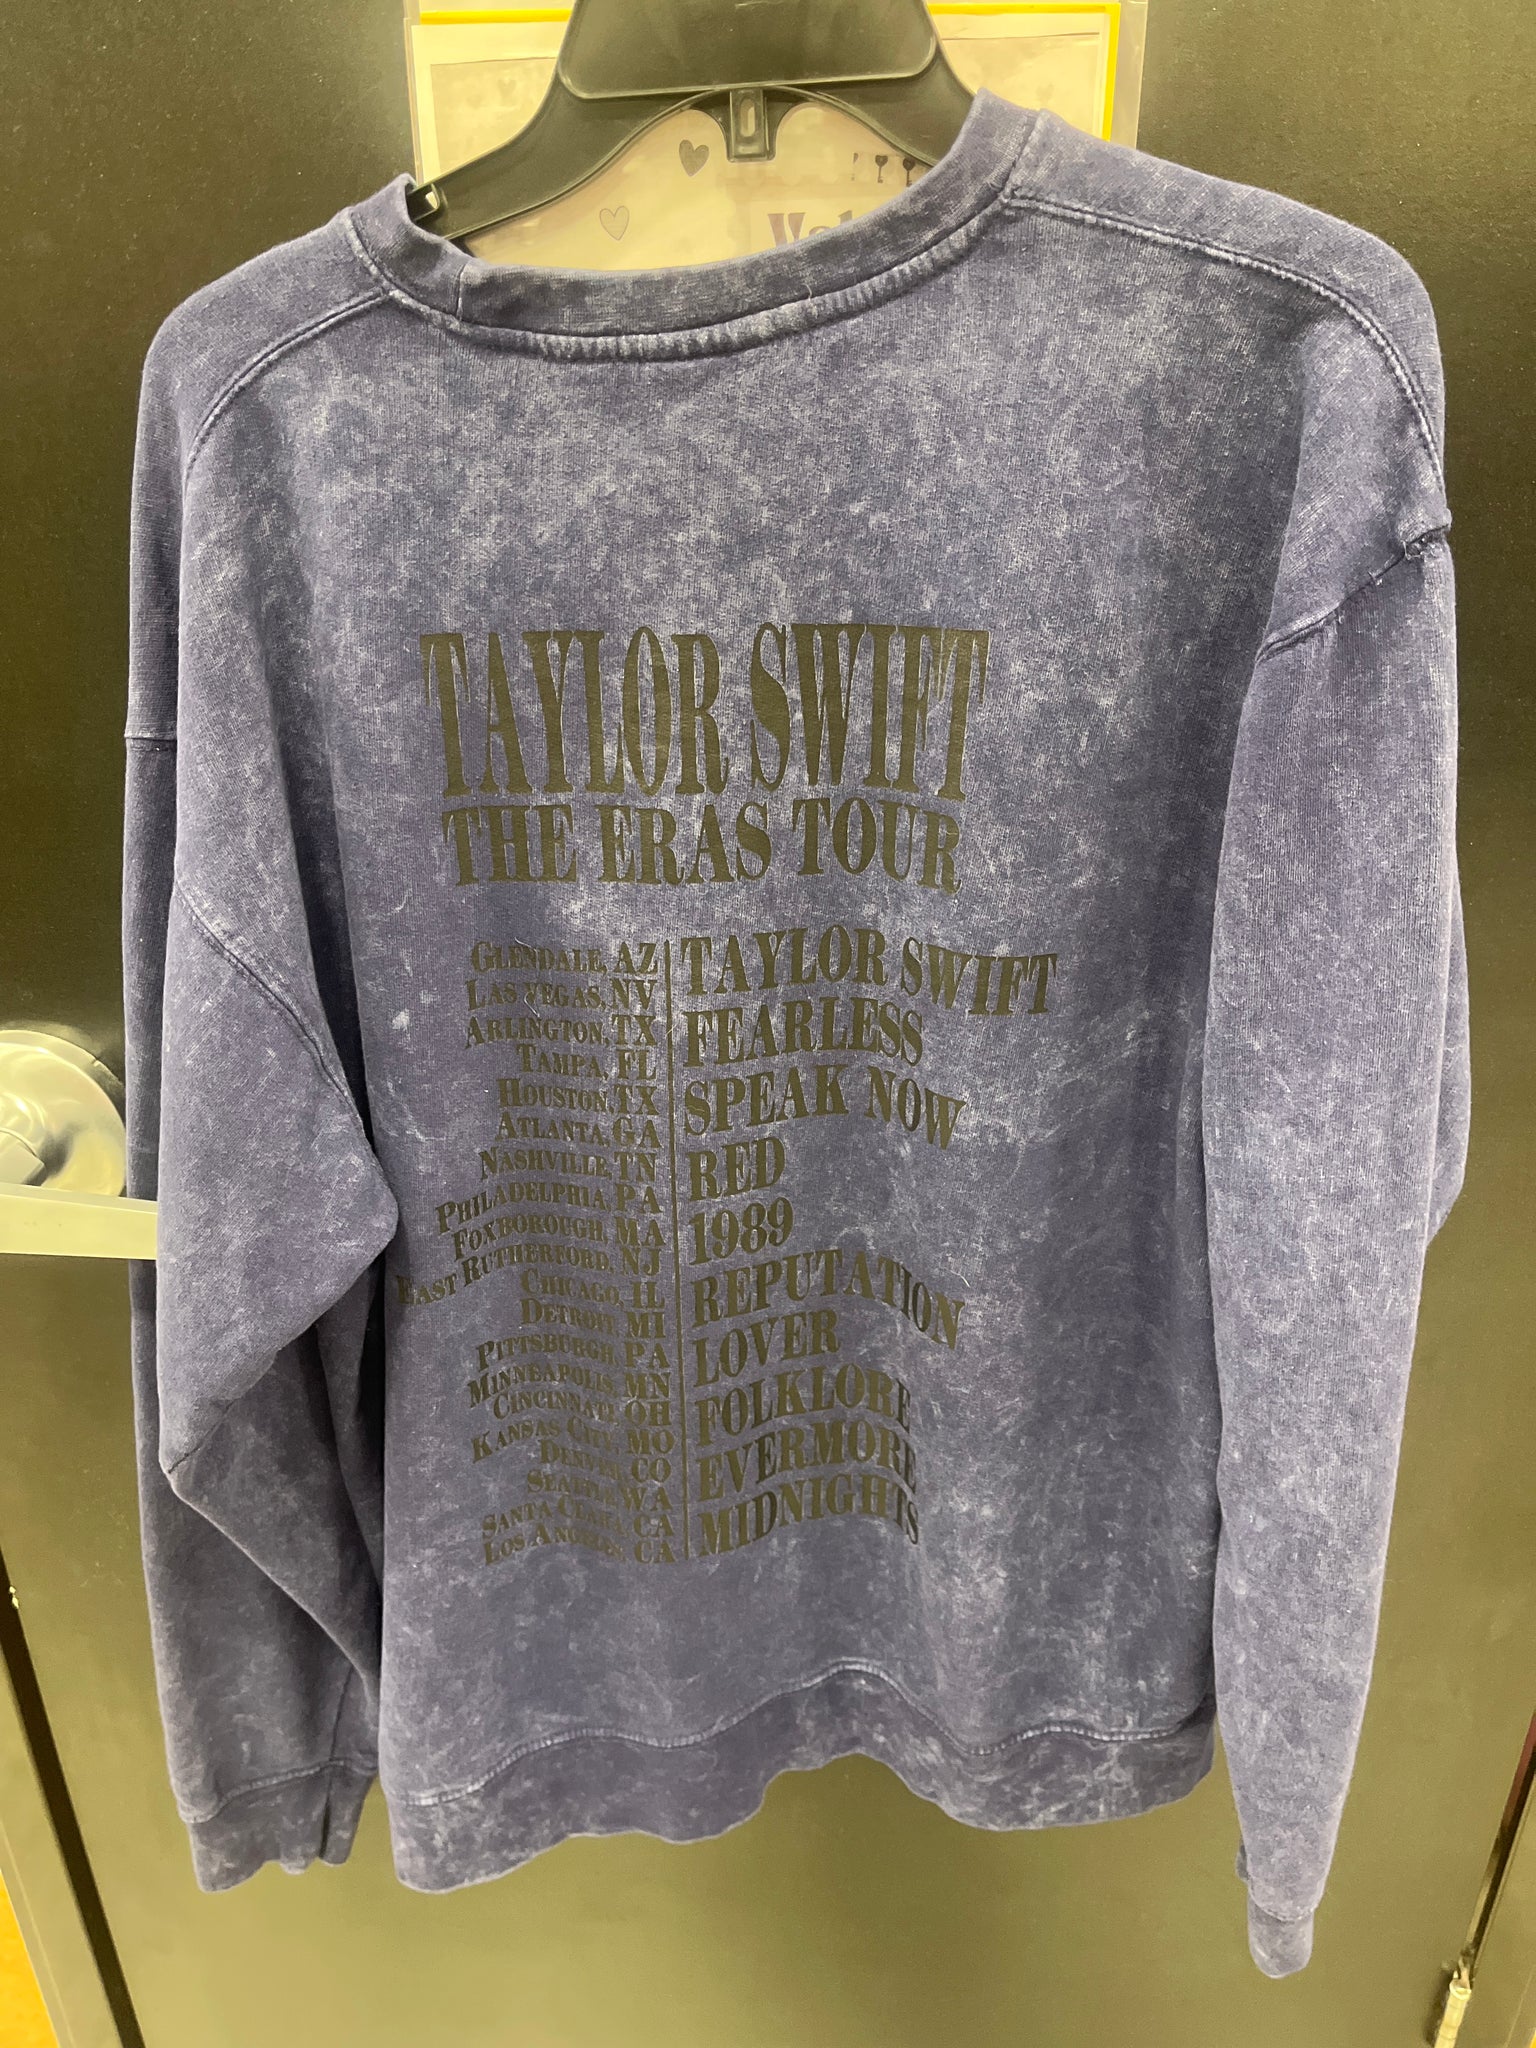 TAYLOR SWIFT
THE ERAS TOUR
GLENDALE, AZ
LAS VEGAS, NV
ARLINGTON, TX
TAMPA, FL
HOUSTON, TX
ATLANTA, GA
NASHVILLE, TN
PHILADELPHIA, PA
FOXBOROUGH, MA
EAST RUTHERFORD, NJ
CHICAGO, IL
DETROIT, MI
PITTSBURGH, PA
MINNEAPOLIS, MN
CINCINNATI, OH
KANSAS CITY, MO
DENVER, CO
SEATTLE, WA
SANTA CLARA, CA
LOS ANGELES, CA
TAYLOR SWIFT
FEARLESS
SPEAK NOW
RED
1989
REPUTATION
LOVER
FOLKLORE
EVERMORE
MIDNIGHTS